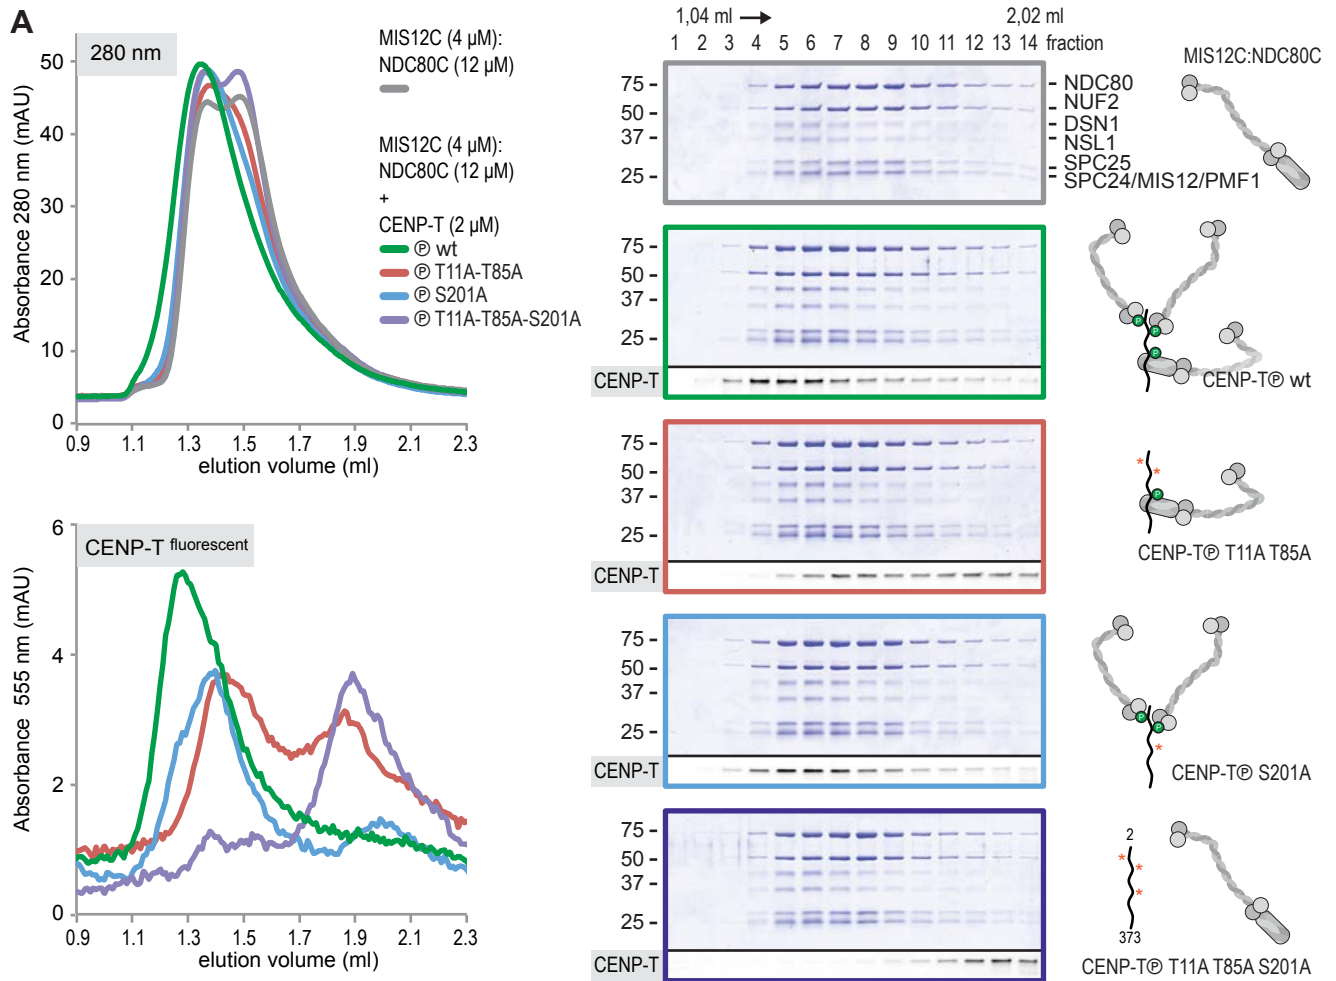 A
280 nm
Absorbance 280 nm (mAU)
50
40
30
20
10
0
0.9 1.1 1.3 1.5 1.7 1.9 2.1 2.3
elution volume (ml)
MIS12C (4 µM):
NDC80C (12 µM)
MIS12C (4 µM):
NDC80C (12 µM)
+
CENP-T (2 µM)
Ⓟ wt
Ⓟ T11A-T85A
Ⓟ S201A
Ⓟ T11A-T85A-S201A
CENP-T fluorescent
Absorbance 555 nm (mAU)
6
4
2
0
0.9 1.1 1.3 1.5 1.7 1.9 2.1 2.3
elution volume (ml)
1,04 ml 2,02 ml
1 2 3 4 5 6 7 8 9 10 11 12 13 14 fraction
75
50
37
25
NDC80
NUF2
DSN1
NSL1
SPC25
SPC24/MIS12/PMF1
MIS12C:NDC80C
75
50
37
25
CENP-T
P
P
P
CENP-TⓅ wt
75
50
37
25
CENP-T
* *
P
CENP-TⓅ T11A T85A
75
50
37
25
CENP-T
P
P
*
CENP-TⓅ S201A
75
50
37
25
CENP-T
2
* *
*
373
CENP-TⓅ T11A T85A S201A